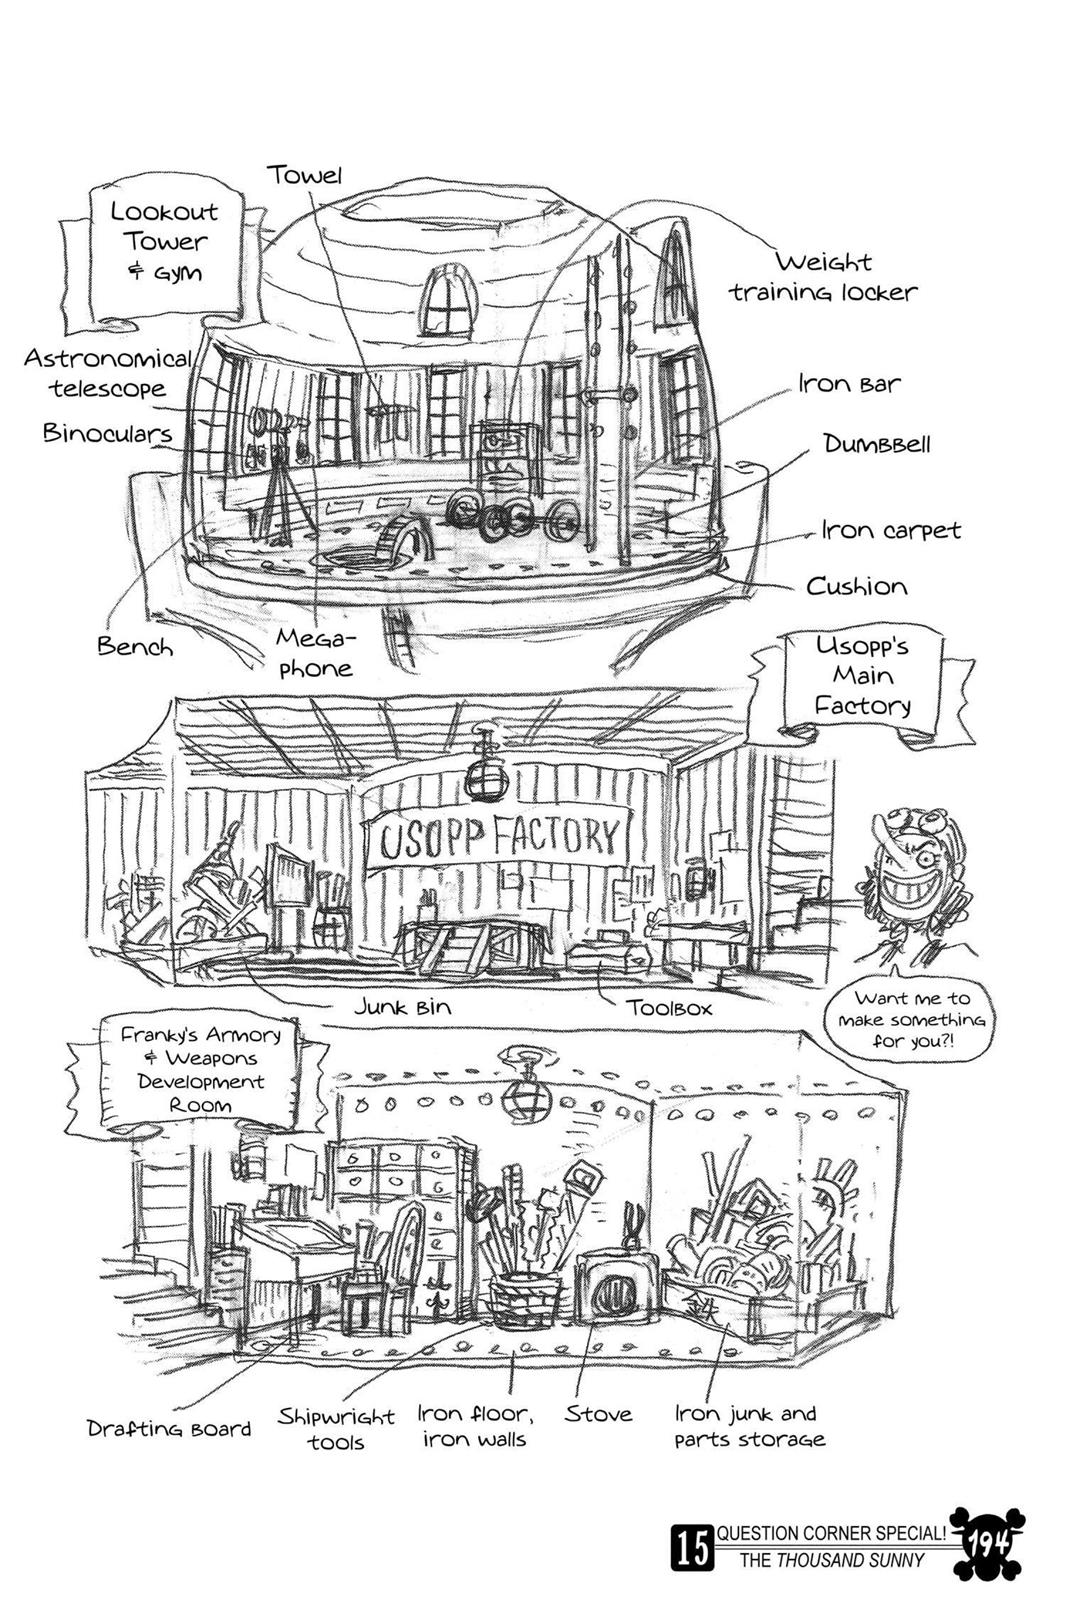 Towel
Lookout
Tower
& Gym
Weight
training locker
Astronomical
telescope
Iron Bar
Binoculars
Dumbbell
Iron carpet
Cushion
Bench
Mega-
phone
Usopp's
Main
Factory
USOPP FACTORY
Junk Bin
Toolbox
Want me to
make something
for you?!
Franky's Armory
& Weapons
Development
Room
鉄
Drafting Board
Shipwright
tools
Iron floor,
iron walls
Stove
Iron junk and
parts storage
15
QUESTION CORNER SPECIAL!
THE THOUSAND SUNNY
194